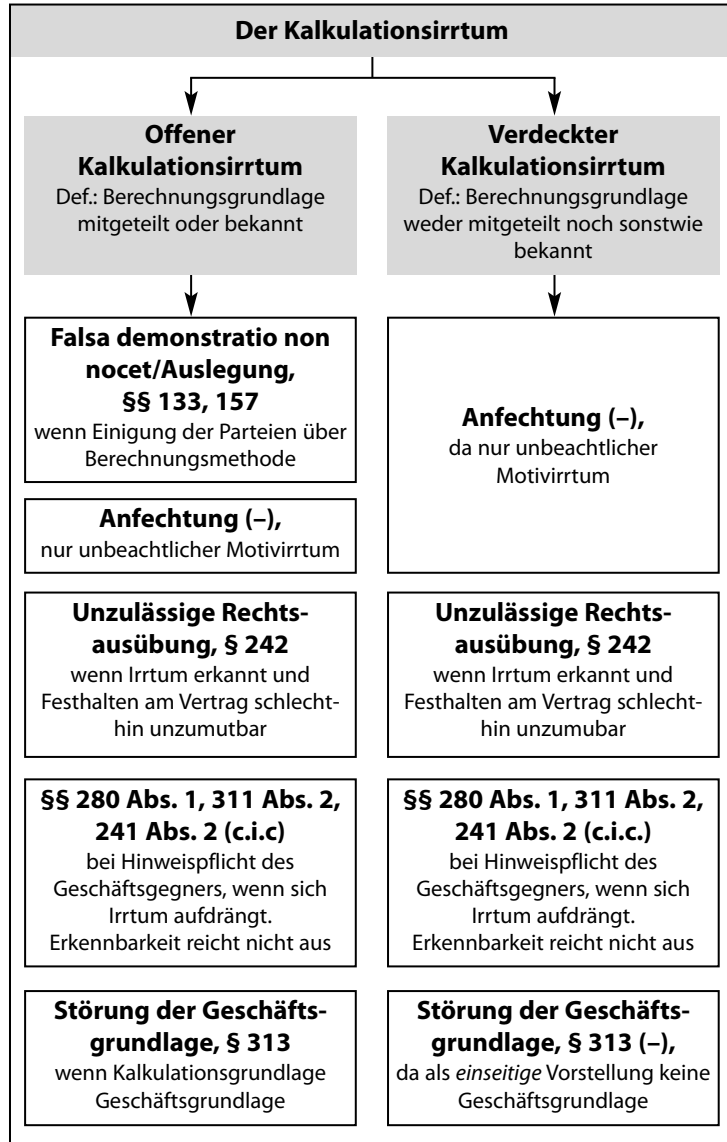 Der Kalkulationsirrtum
Offener
Kalkulationsirrtum
Def.: Berechnungsgrundlage
mitgeteilt oder bekannt
Verdeckter
Kalkulationsirrtum
Def.: Berechnungsgrundlage
weder mitgeteilt noch sonstwie
bekannt
Falsa demonstratio non
nocet/Auslegung,
§§ 133, 157
wenn Einigung der Parteien über
Berechnungsmethode
Anfechtung (–),
nur unbeachtlicher Motivirrtum
Anfechtung (–),
da nur unbeachtlicher
Motivirrtum
Unzulässige Rechts-
ausübung, § 242
wenn Irrtum erkannt und
Festhalten am Vertrag schlecht-
hin unzumutbar
Unzulässige Rechts-
ausübung, § 242
wenn Irrtum erkannt und
Festhalten am Vertrag schlecht-
hin unzumubar
§§ 280 Abs. 1, 311 Abs. 2,
241 Abs. 2 (c.i.c)
bei Hinweispflicht des
Geschäftsgegners, wenn sich
Irrtum aufdrängt.
Erkennbarkeit reicht nicht aus
§§ 280 Abs. 1, 311 Abs. 2,
241 Abs. 2 (c.i.c.)
bei Hinweispflicht des
Geschäftsgegners, wenn sich
Irrtum aufdrängt.
Erkennbarkeit reicht nicht aus
Störung der Geschäfts-
grundlage, § 313
wenn Kalkulationsgrundlage
Geschäftsgrundlage
Störung der Geschäfts-
grundlage, § 313 (–),
da als einseitige Vorstellung keine
Geschäftsgrundlage